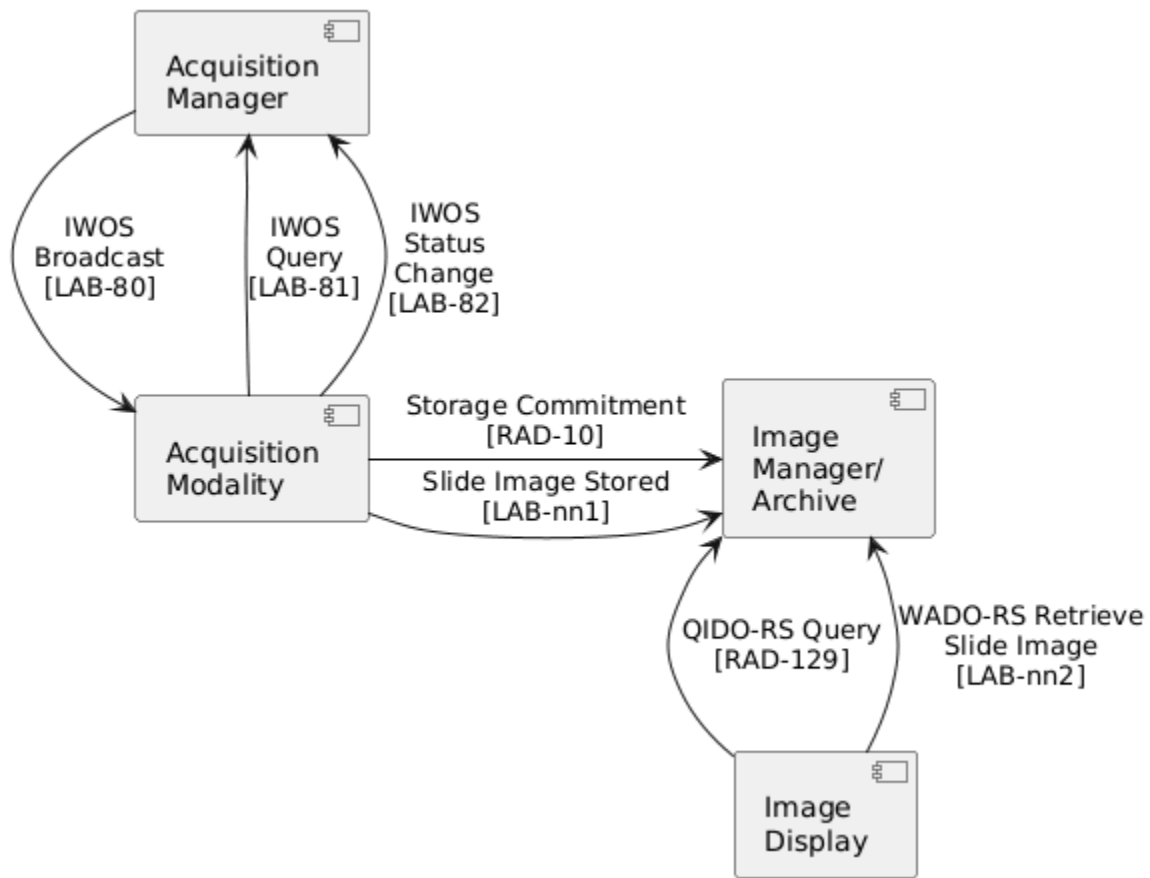 Acquisition
Manager
IWOS
Broadcast
[LAB-80]
IWOS
Query
[LAB-81]
IWOS
Status
Change
[LAB-82]
Acquisition
Modality
Storage Commitment
[RAD-10]
Slide Image Stored
[LAB-nn1]
Image
Manager/
Archive
QIDO-RS Query
[RAD-129]
WADO-RS Retrieve
Slide Image
[LAB-nn2]
Image
Display